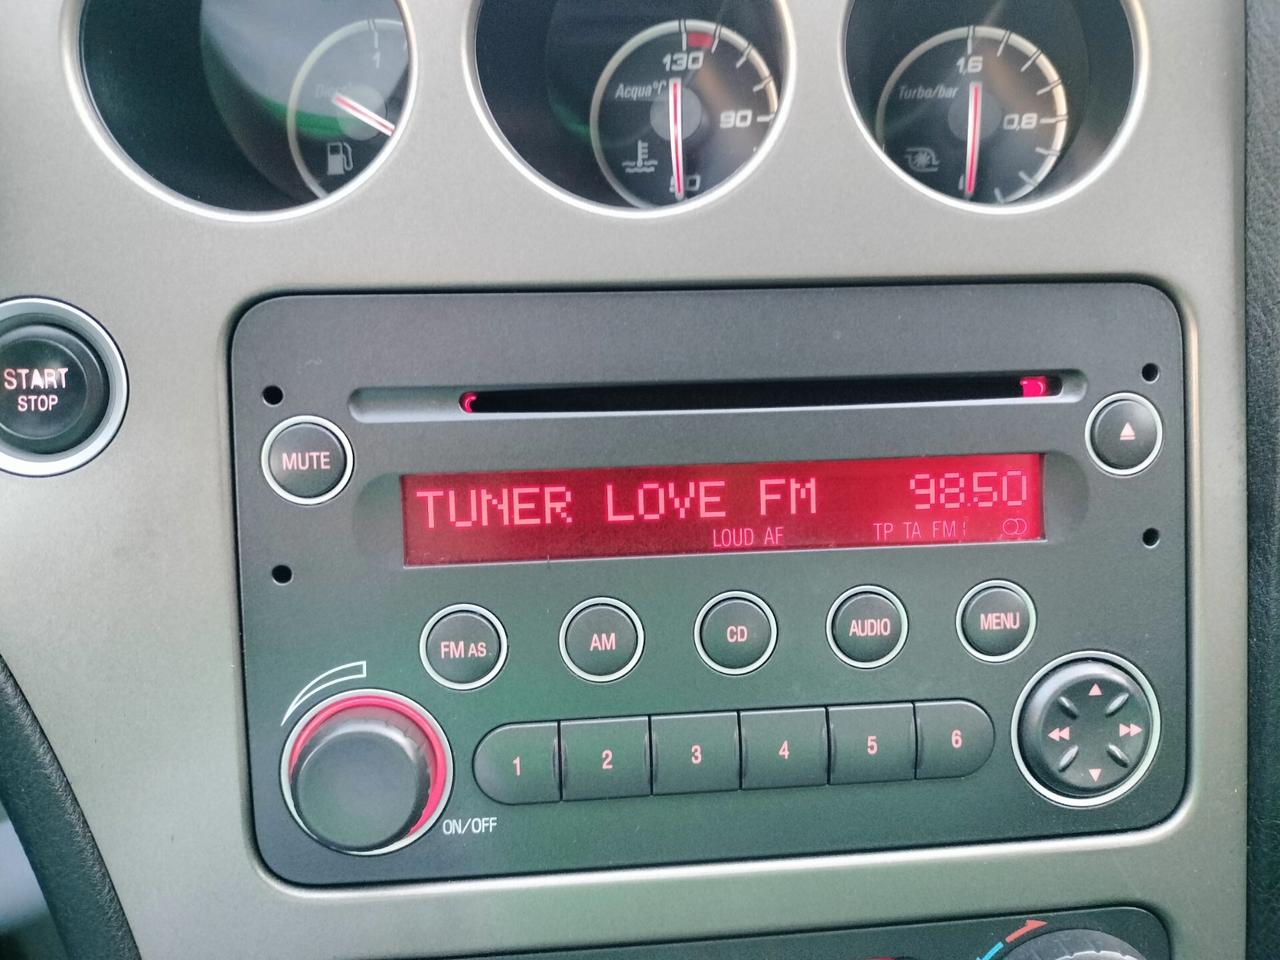 1
130
Acqua°C
90
50
1,6
Turbo/bar
0,8
START
STOP
MUTE
TUNER LOVE FM 98.50
LOUD AF TP TA FM
FM AS
AM
CD
AUDIO
MENU
1
2
3
4
5
6
ON/OFF